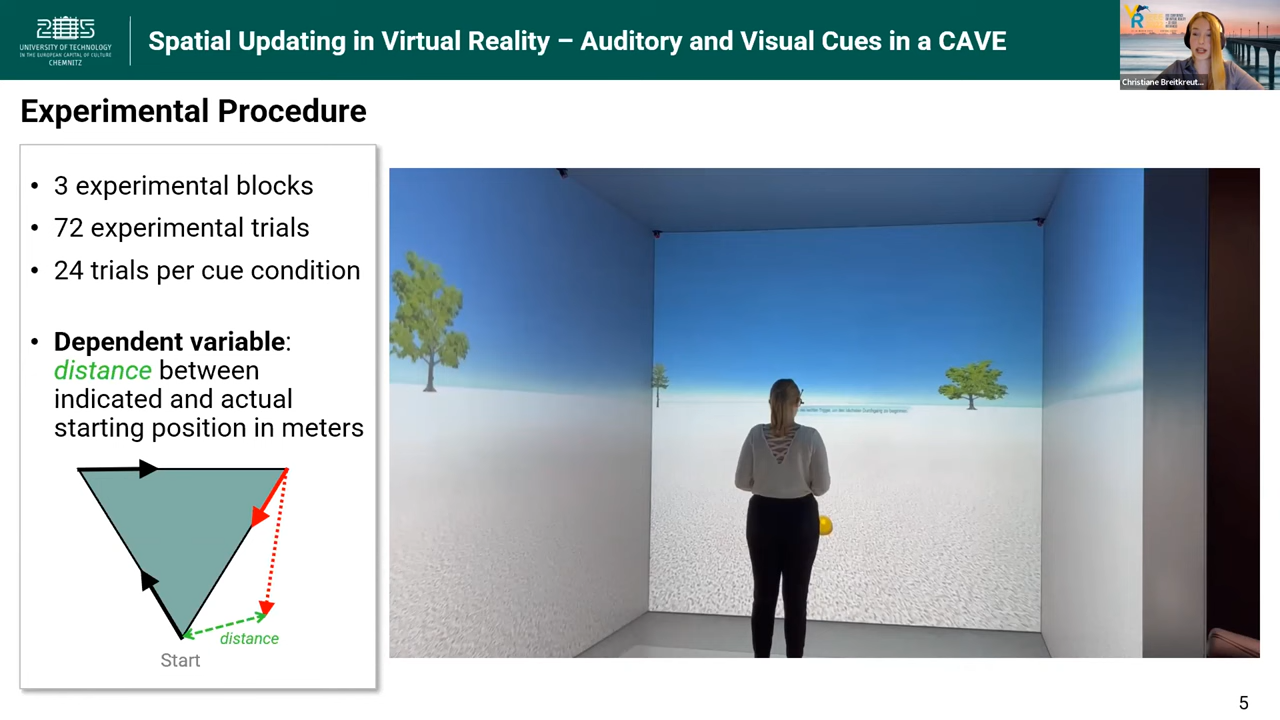 UNIVERSITY OF TECHNOLOGY
IN THE EUROPEAN CAPITAL OF CULTURE
CHEMNITZ
Spatial Updating in Virtual Reality – Auditory and Visual Cues in a CAVE
Christiane Breitkreut...
Experimental Procedure
• 3 experimental blocks
• 72 experimental trials
• 24 trials per cue condition
• Dependent variable:
distance between
indicated and actual
starting position in meters
distance
Start
5